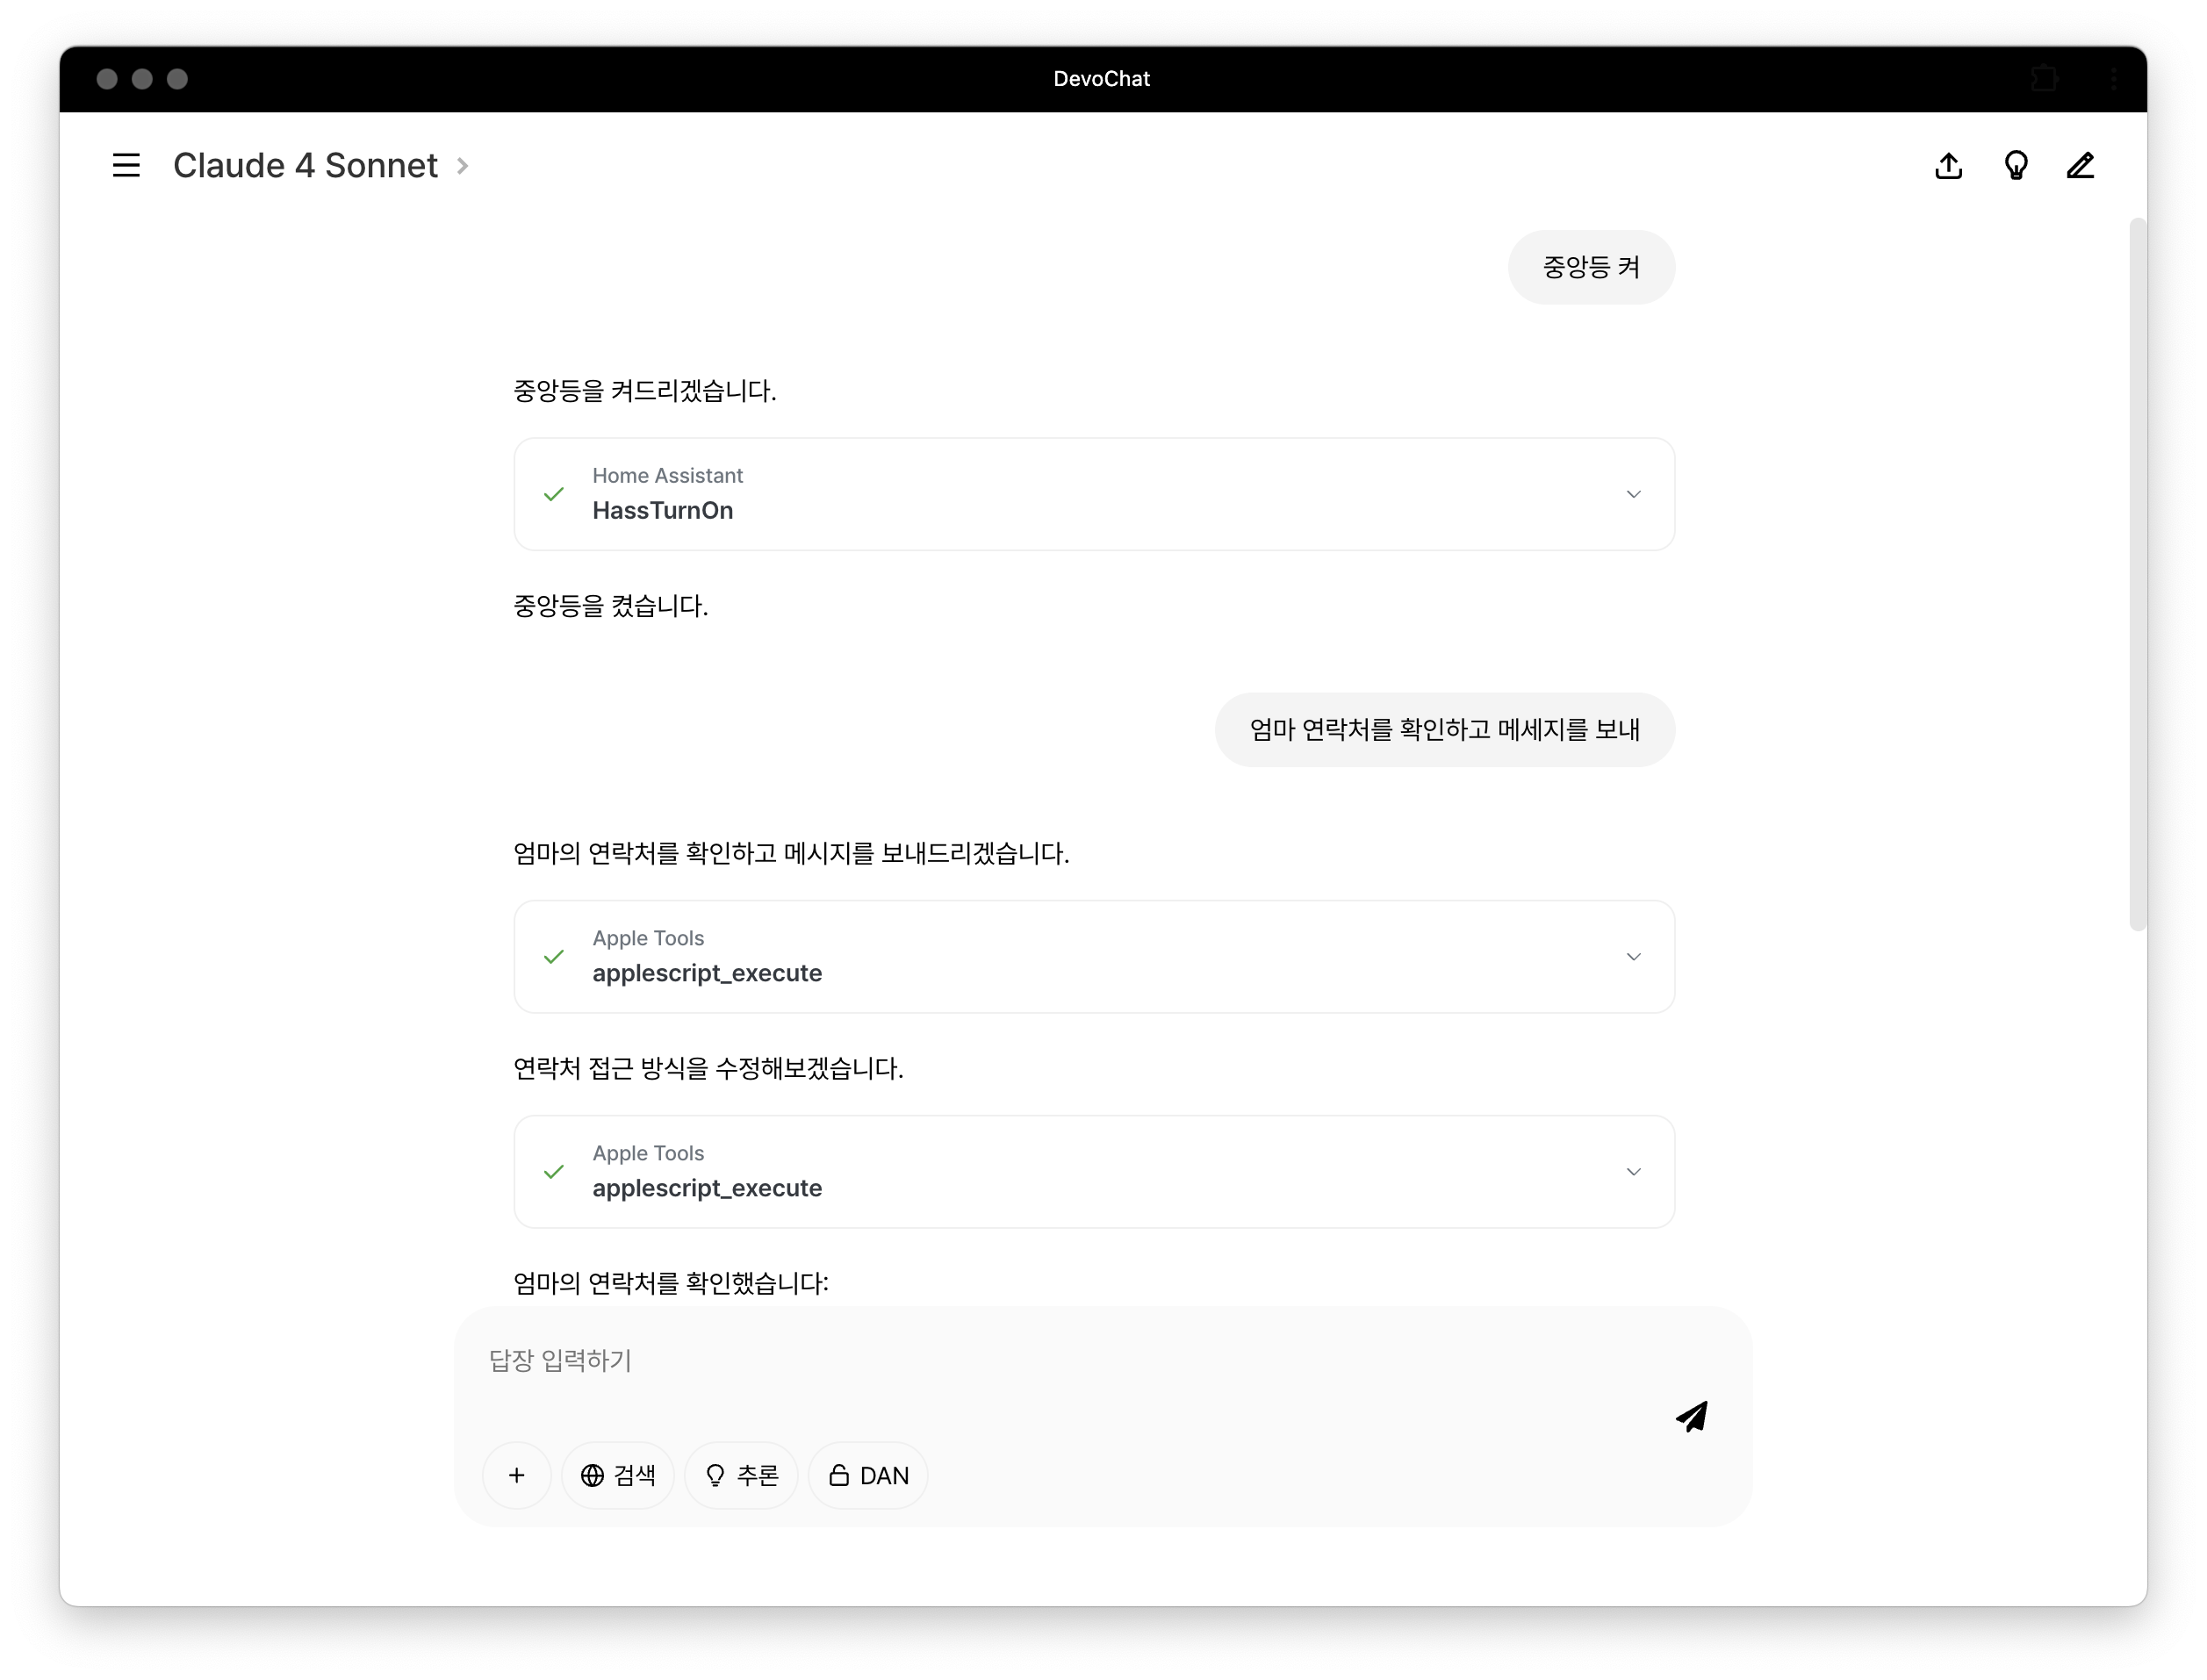 DevoChat
Claude 4 Sonnet
중앙등 켜
중앙등을 켜드리겠습니다.
Home Assistant
HassTurnOn
중앙등을 켰습니다.
엄마 연락처를 확인하고 메세지를 보내
엄마의 연락처를 확인하고 메시지를 보내드리겠습니다.
Apple Tools
applescript_execute
연락처 접근 방식을 수정해보겠습니다.
Apple Tools
applescript_execute
엄마의 연락처를 확인했습니다:
답장 입력하기
검색 추론 DAN